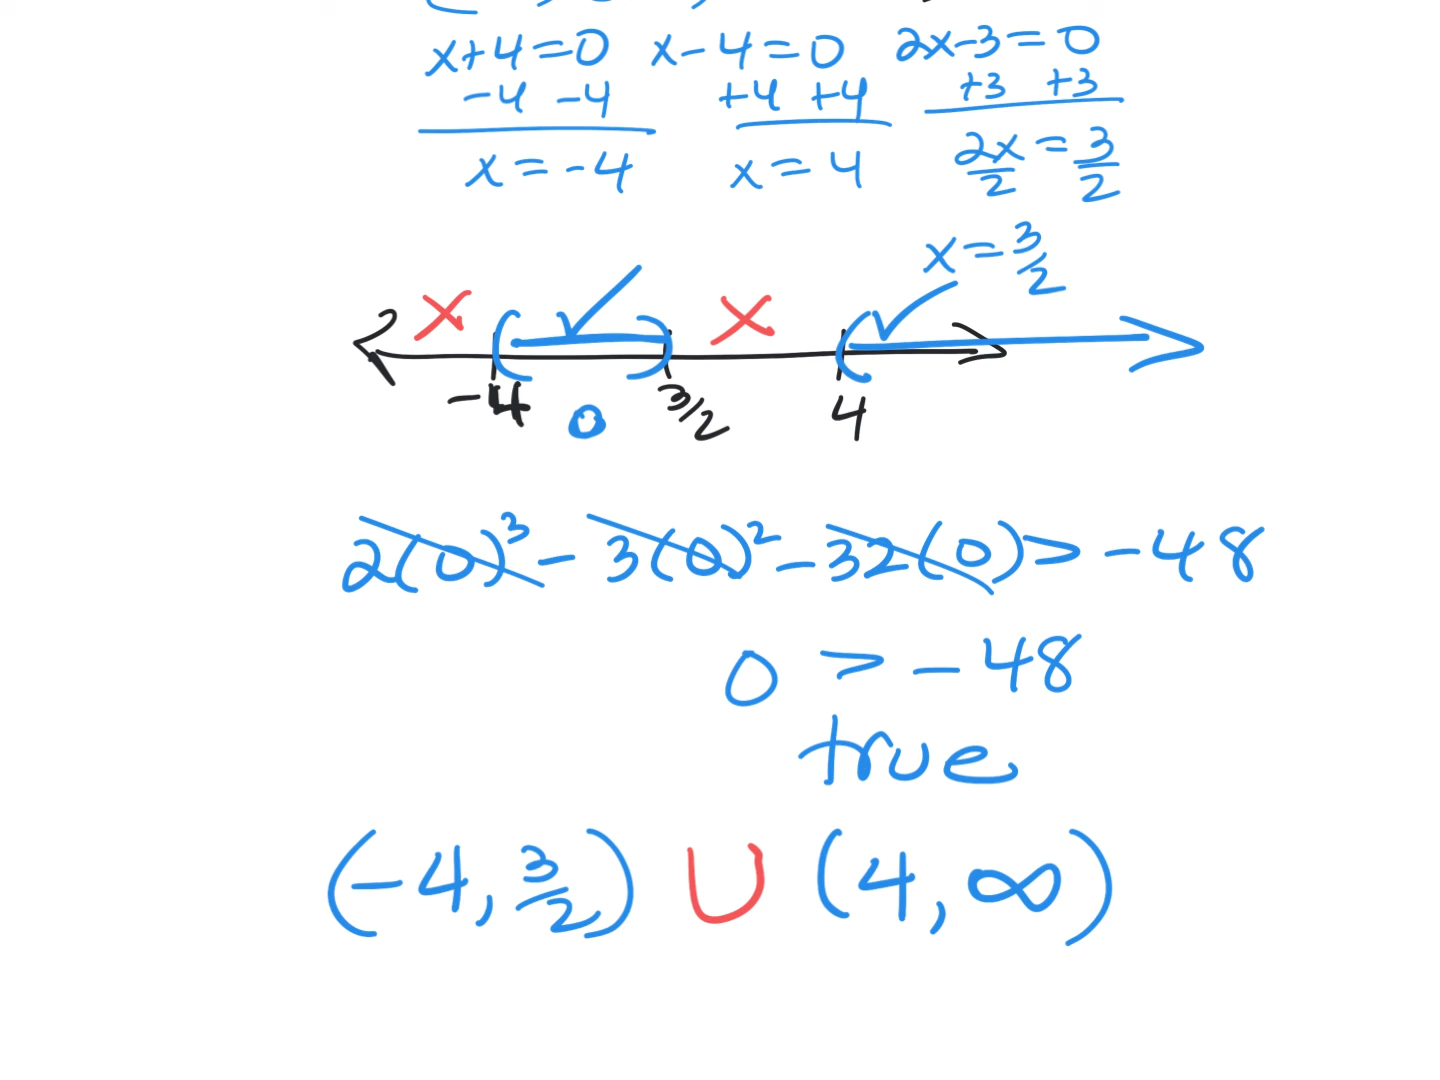 x+4=0 x-4=0 2x-3=0
-4 -4 +4 +4 +3 +3
x=-4 x=4 2x/2=3/2
x=3/2
x x
-4 0 3/2 4
2(0)³-3(0)²-32(0)>-48
0>-48
true
(-4,3/2) ∪ (4,∞)